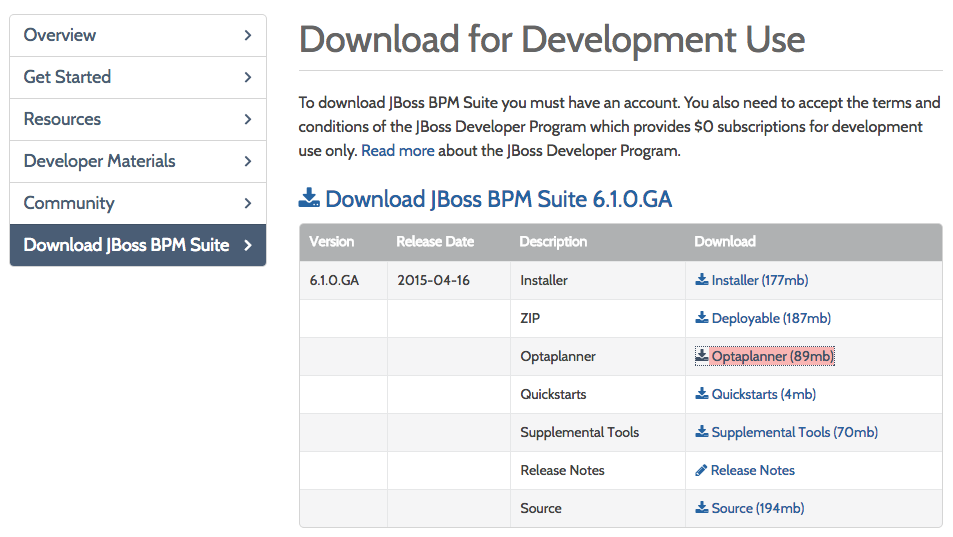 Overview
Get Started
Resources
Developer Materials
Community
Download JBoss BPM Suite
Download for Development Use
To download JBoss BPM Suite you must have an account. You also need to accept the terms and
conditions of the JBoss Developer Program which provides $0 subscriptions for development
use only. Read more about the JBoss Developer Program.
Download JBoss BPM Suite 6.1.0.GA
Version Release Date Description Download
6.1.0.GA 2015-04-16 Installer Installer (177mb)
ZIP Deployable (187mb)
Optaplanner Optaplanner (89mb)
Quickstarts Quickstarts (4mb)
Supplemental Tools Supplemental Tools (70mb)
Release Notes Release Notes
Source Source (194mb)